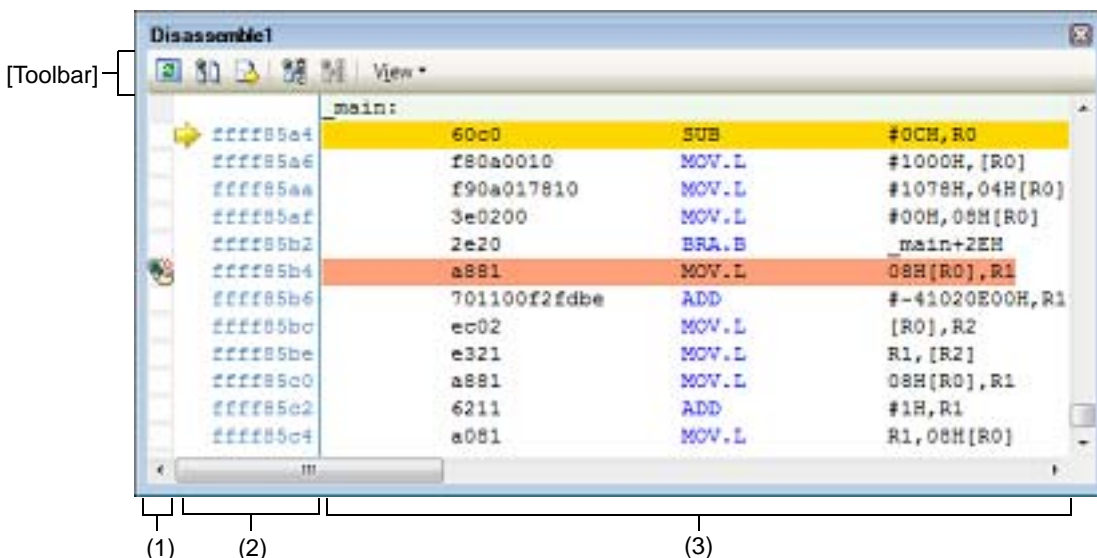 Disassemble1
[Toolbar]
View
_main:
ffff85a4 60c0 SUB #0CH,R0
ffff85a6 f80a0010 MOV.L #1000H,[R0]
ffff85aa f90a017810 MOV.L #1078H,04H[R0]
ffff85af 3e0200 MOV.L #00H,08H[R0]
ffff85b2 2e20 BRA.B _main+2EH
ffff85b4 a881 MOV.L 08H[R0],R1
ffff85b6 701100f2fdbe ADD #-41020E00H,R1
ffff85bc ec02 MOV.L [R0],R2
ffff85be e321 MOV.L R1,[R2]
ffff85c0 a881 MOV.L 08H[R0],R1
ffff85c2 6211 ADD #1H,R1
ffff85c4 a081 MOV.L R1,08H[R0]
(1) (2) (3)